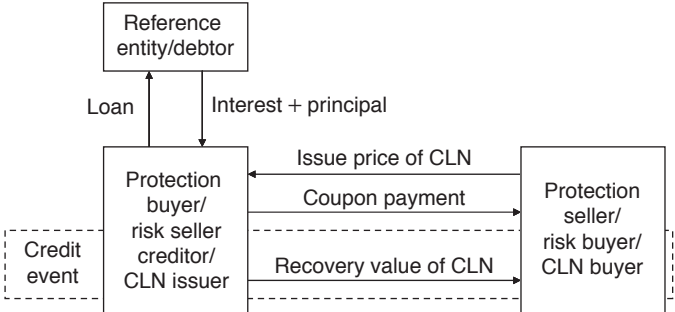 Reference
entity/debtor
Loan
Interest + principal
Protection
buyer/
risk seller
creditor/
CLN issuer
Issue price of CLN
Coupon payment
Protection
seller/
risk buyer/
CLN buyer
Credit
event
Recovery value of CLN